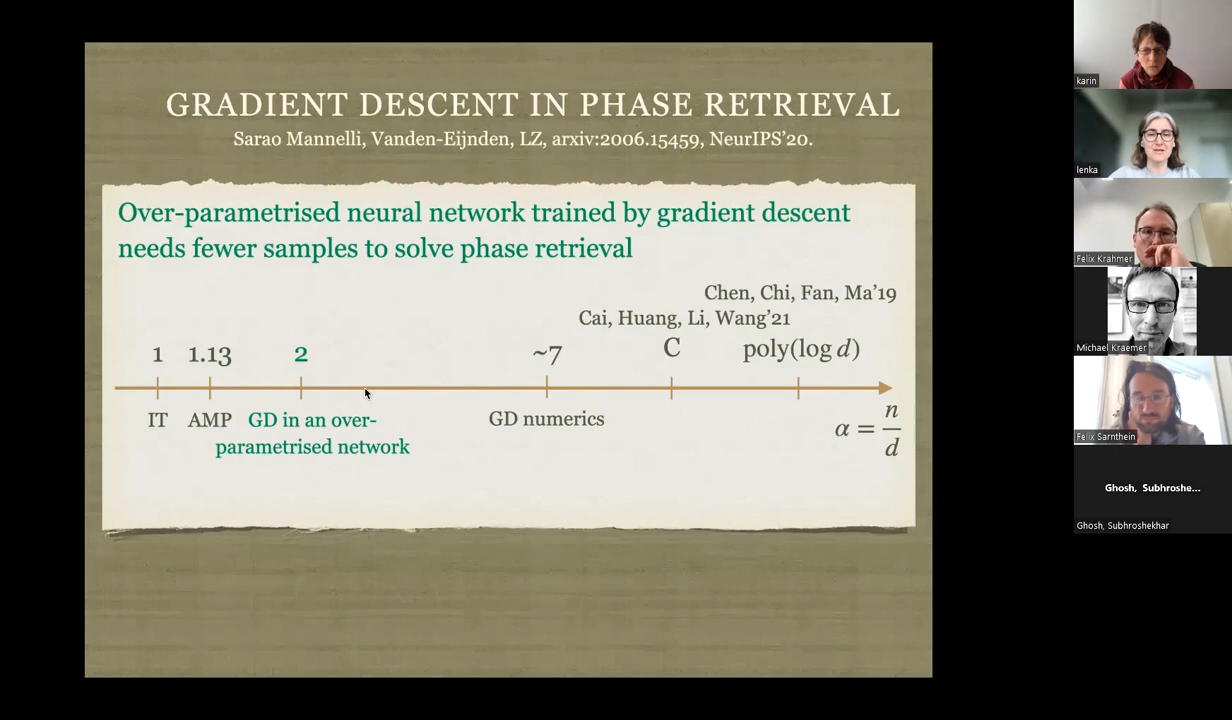 GRADIENT DESCENT IN PHASE RETRIEVAL
Sarao Mannelli, Vanden-Eijnden, LZ, arxiv:2006.15459, NeurIPS'20.
Over-parametrised neural network trained by gradient descent
needs fewer samples to solve phase retrieval
Chen, Chi, Fan, Ma'19
Cai, Huang, Li, Wang'21
1 1.13 2 ~7 C poly(log d)
IT AMP GD in an over-
parametrised network
GD numerics
α = n/d
karin
lenka
Felix Krahmer
Michael Kraemer
Felix Sarnthein
Ghosh, Subhroshe...
Ghosh, Subhroshekhar